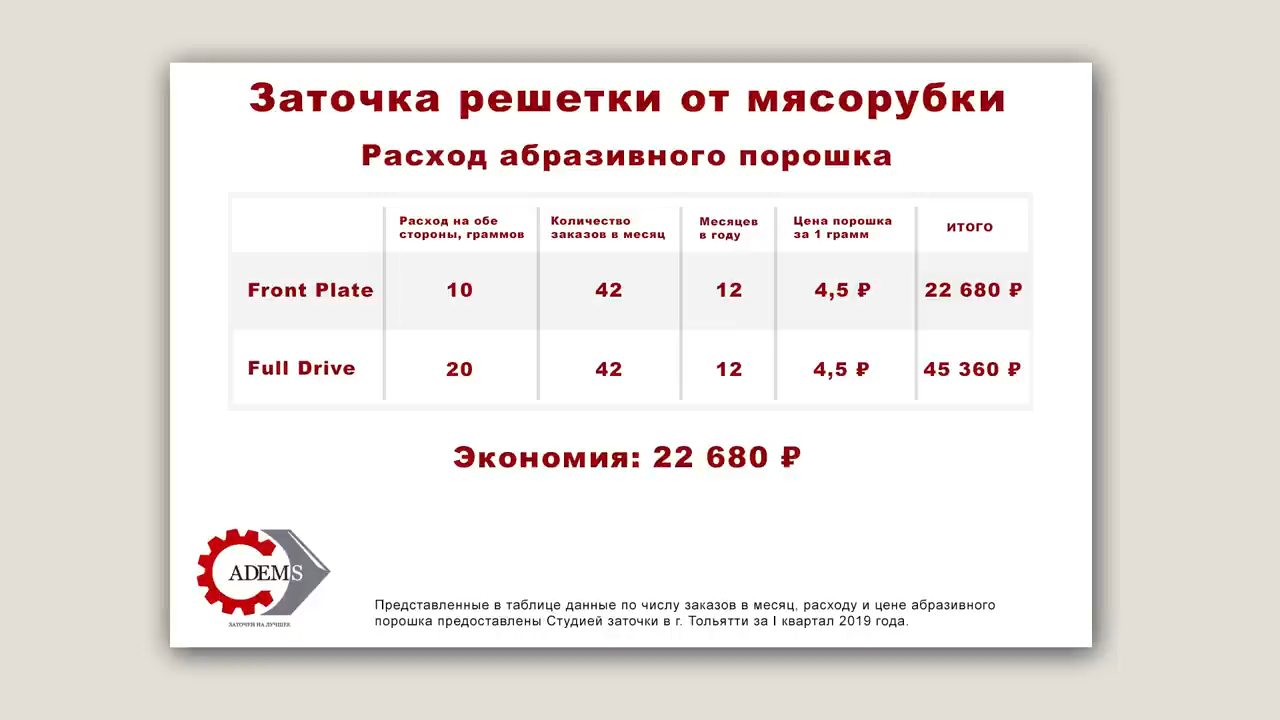 Заточка решетки от мясорубки
Расход абразивного порошка
Расход на обе
стороны, граммов
Количество
заказов в месяц
Месяцев
в году
Цена порошка
за 1 грамм
ИТОГО
Front Plate 10 42 12 4,5 ₽ 22 680 ₽
Full Drive 20 42 12 4,5 ₽ 45 360 ₽
Экономия: 22 680 ₽
ADEMS
ЗАТОЧЕН НА ЛУЧШЕЕ
Представленные в таблице данные по числу заказов в месяц, расходу и цене абразивного
порошка предоставлены Студией заточки в г. Тольятти за I квартал 2019 года.